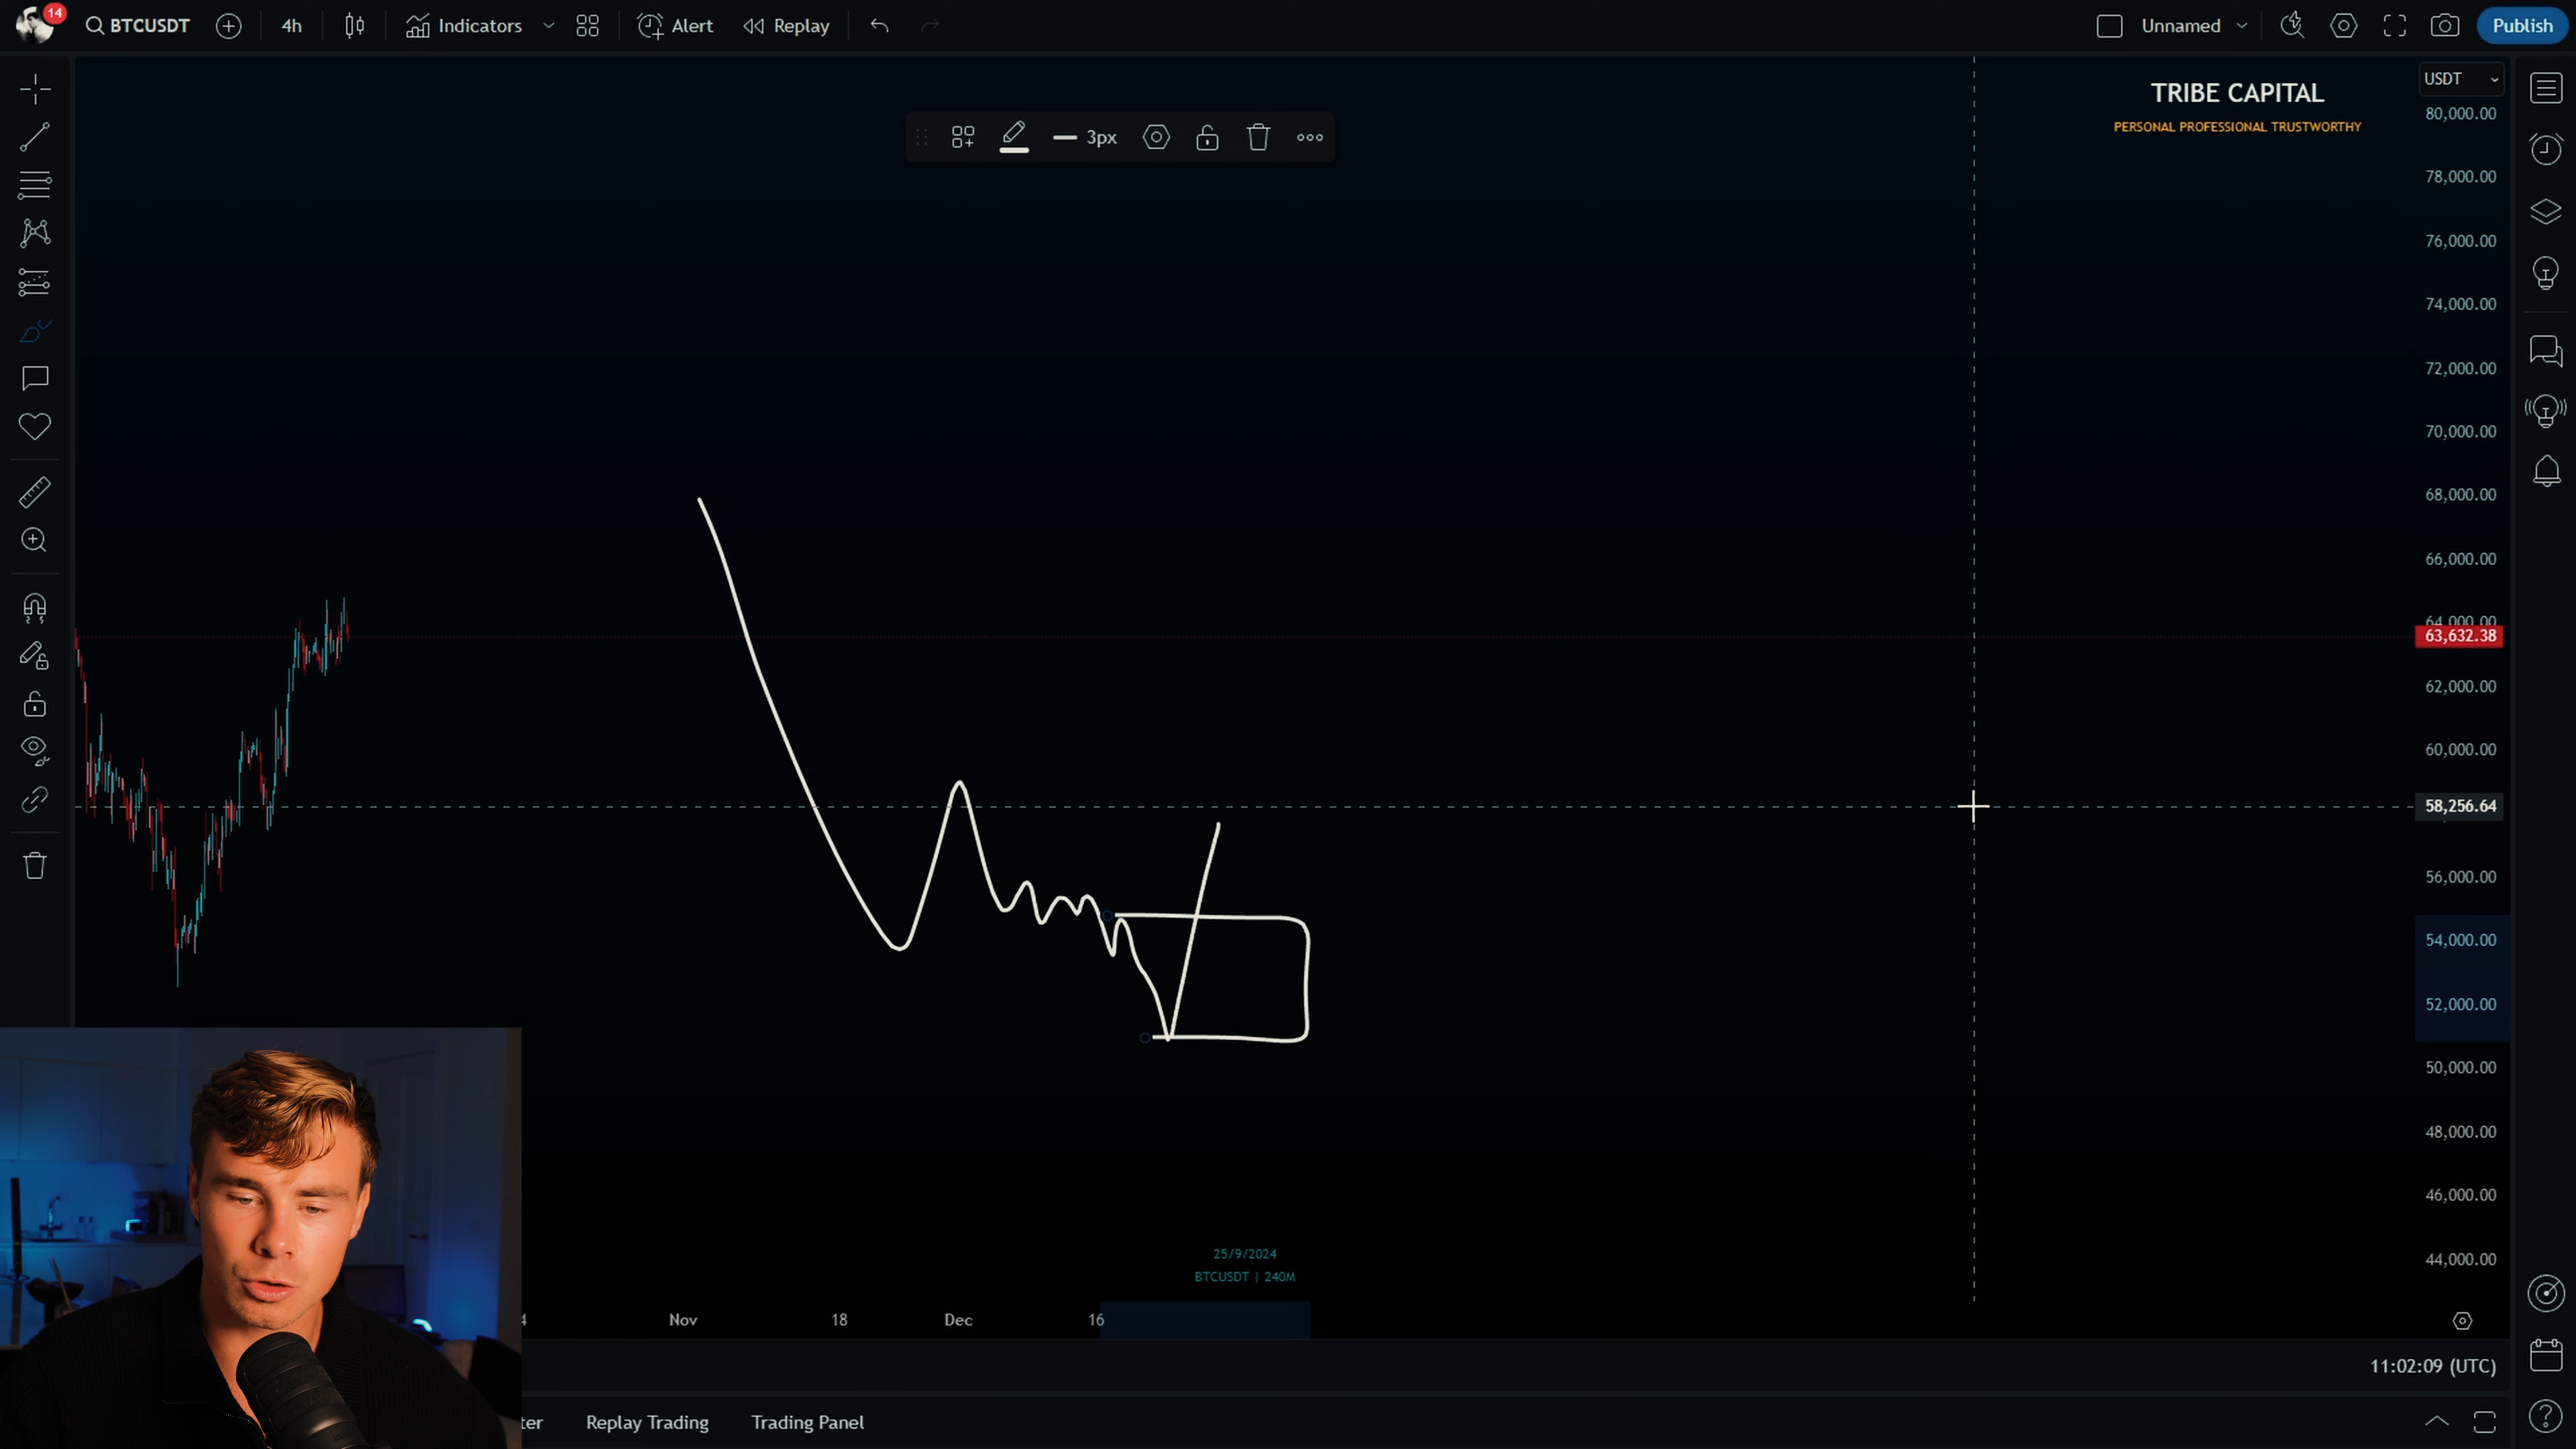 14
BTCUSDT
4h
Indicators
Alert
Replay
Unnamed
Publish
TRIBE CAPITAL
PERSONAL PROFESSIONAL TRUSTWORTHY
3px
USDT
80,000.00
78,000.00
76,000.00
74,000.00
72,000.00
70,000.00
68,000.00
66,000.00
64,000.00
63,632.38
62,000.00
60,000.00
58,256.64
56,000.00
54,000.00
52,000.00
50,000.00
48,000.00
46,000.00
44,000.00
25/9/2024
BTCUSDT | 240M
4 Nov 18 Dec 16
11:02:09 (UTC)
ter Replay Trading Trading Panel